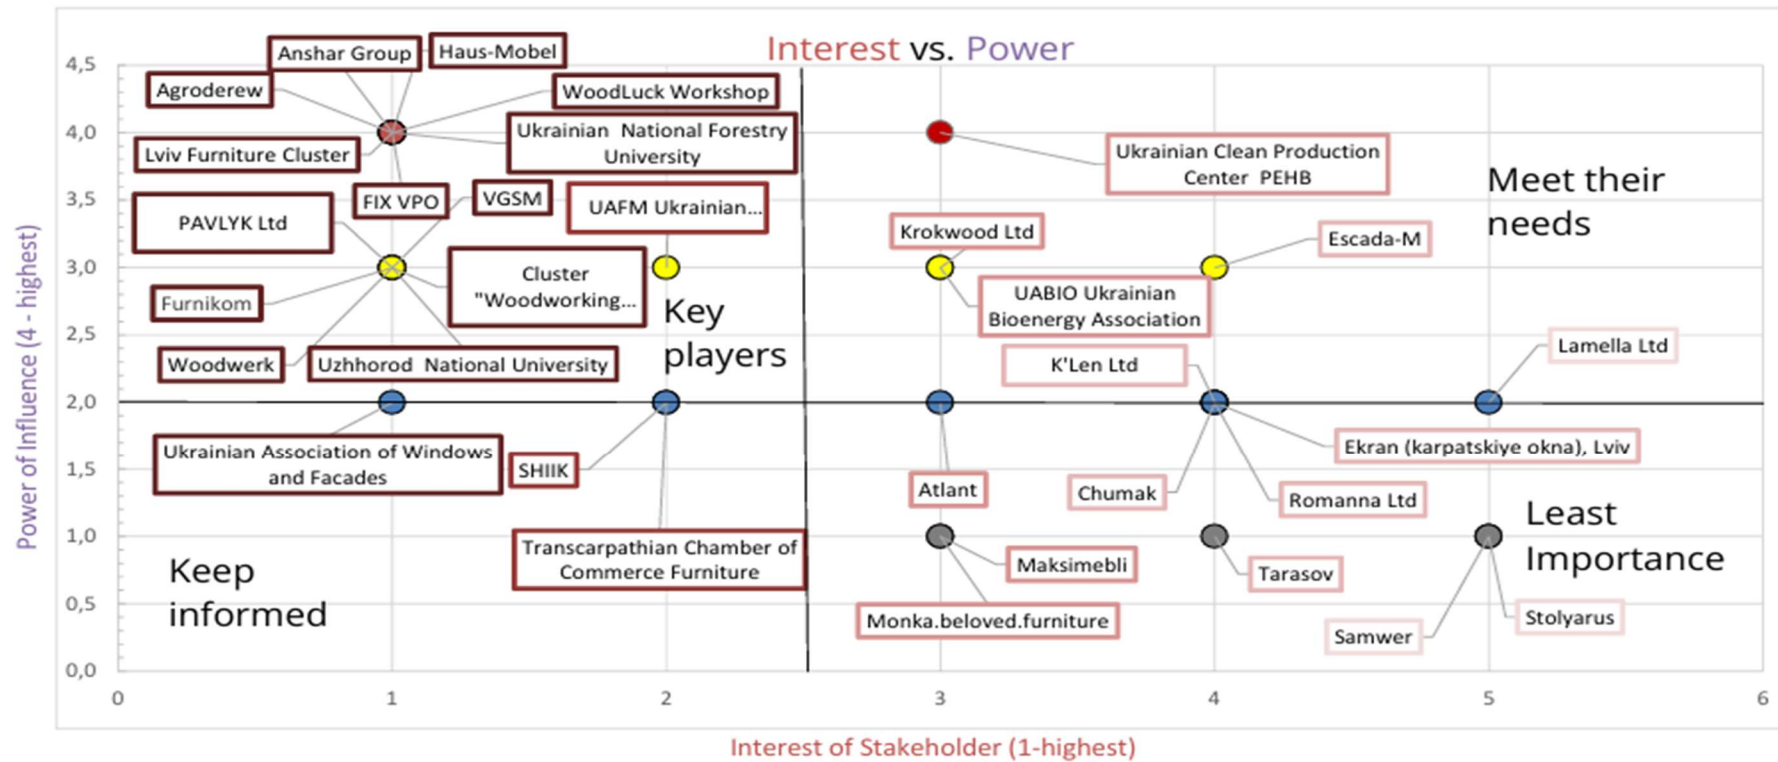 Interest vs. Power
Anshar Group
Haus-Mobel
4,5
Agroderew
WoodLuck Workshop
4,0
Ukrainian National Forestry
University
Lviv Furniture Cluster
Ukrainian Clean Production
Center PEHB
Meet their
needs
3,5
FIX VPO
VGSM
UAFM Ukrainian...
PAVLYK Ltd
Krokwood Ltd
Escada-M
3,0
Cluster
"Woodworking...
Furnikom
Key
players
UABIO Ukrainian
Bioenergy Association
2,5
Woodwerk
Uzhhorod National University
K'Len Ltd
Lamella Ltd
2,0
Ukrainian Association of Windows
and Facades
SHIIK
Ekran (karpatskiye okna), Lviv
1,5
Atlant
Chumak
Romanna Ltd
Least
Importance
1,0
Transcarpathian Chamber of
Commerce Furniture
Maksimebli
Tarasov
Keep
informed
0,5
Monka.beloved.furniture
Samwer
Stolyarus
0,0
0 1 2 3 4 5 6
Power of Influence (4 - highest)
Interest of Stakeholder (1-highest)